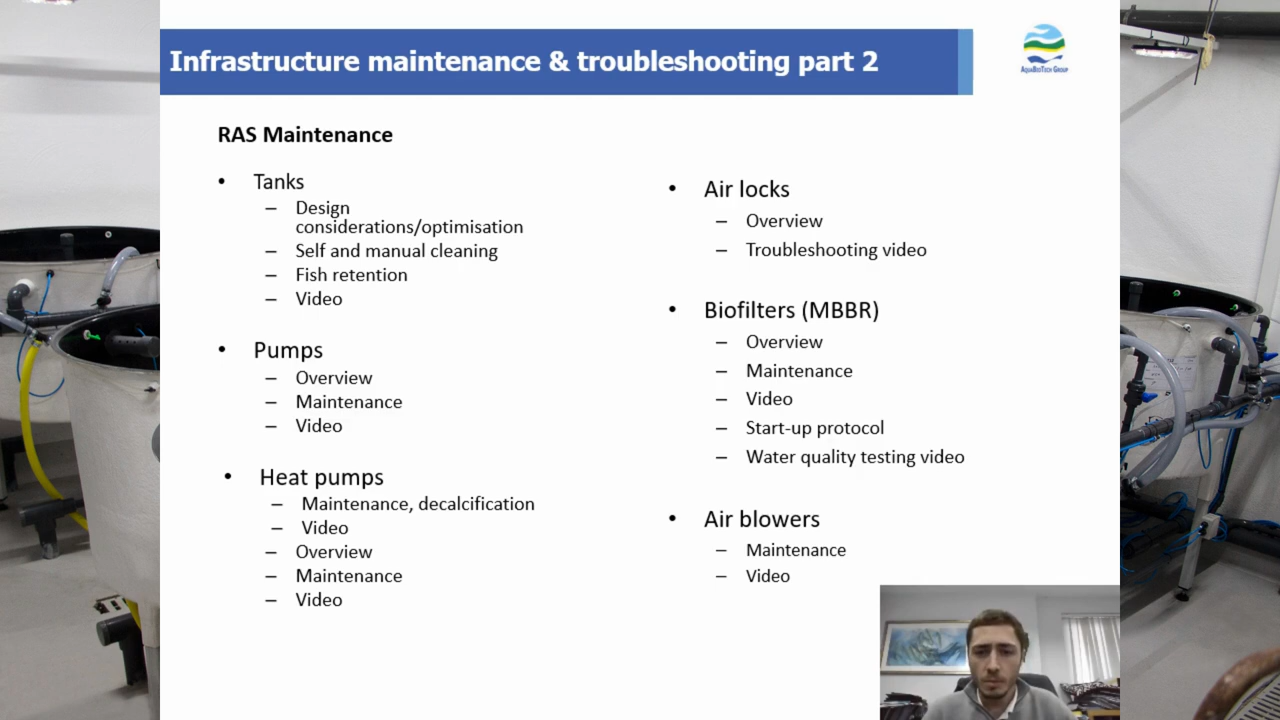 Infrastructure maintenance & troubleshooting part 2
AquaBioTech Group
RAS Maintenance
• Tanks
– Design
considerations/optimisation
– Self and manual cleaning
– Fish retention
– Video
• Pumps
– Overview
– Maintenance
– Video
• Heat pumps
– Maintenance, decalcification
– Video
– Overview
– Maintenance
– Video
• Air locks
– Overview
– Troubleshooting video
• Biofilters (MBBR)
– Overview
– Maintenance
– Video
– Start-up protocol
– Water quality testing video
• Air blowers
– Maintenance
– Video